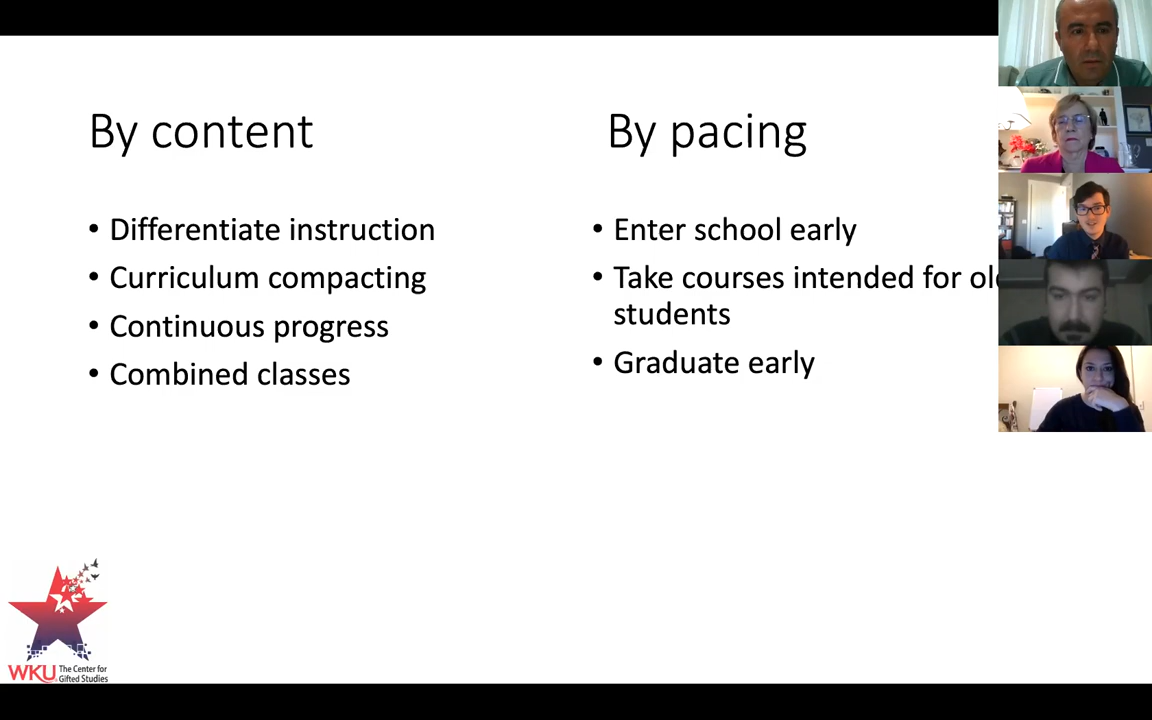 By content
• Differentiate instruction
• Curriculum compacting
• Continuous progress
• Combined classes
By pacing
• Enter school early
• Take courses intended for
students
• Graduate early
WKU The Center for
Gifted Studies